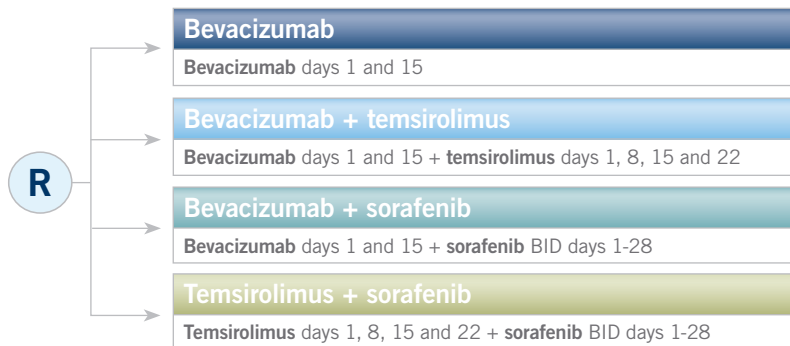 Bevacizumab
Bevacizumab days 1 and 15
Bevacizumab + temsirolimus
Bevacizumab days 1 and 15 + temsirolimus days 1, 8, 15 and 22
R
Bevacizumab + sorafenib
Bevacizumab days 1 and 15 + sorafenib BID days 1-28
Temsirolimus + sorafenib
Temsirolimus days 1, 8, 15 and 22 + sorafenib BID days 1-28